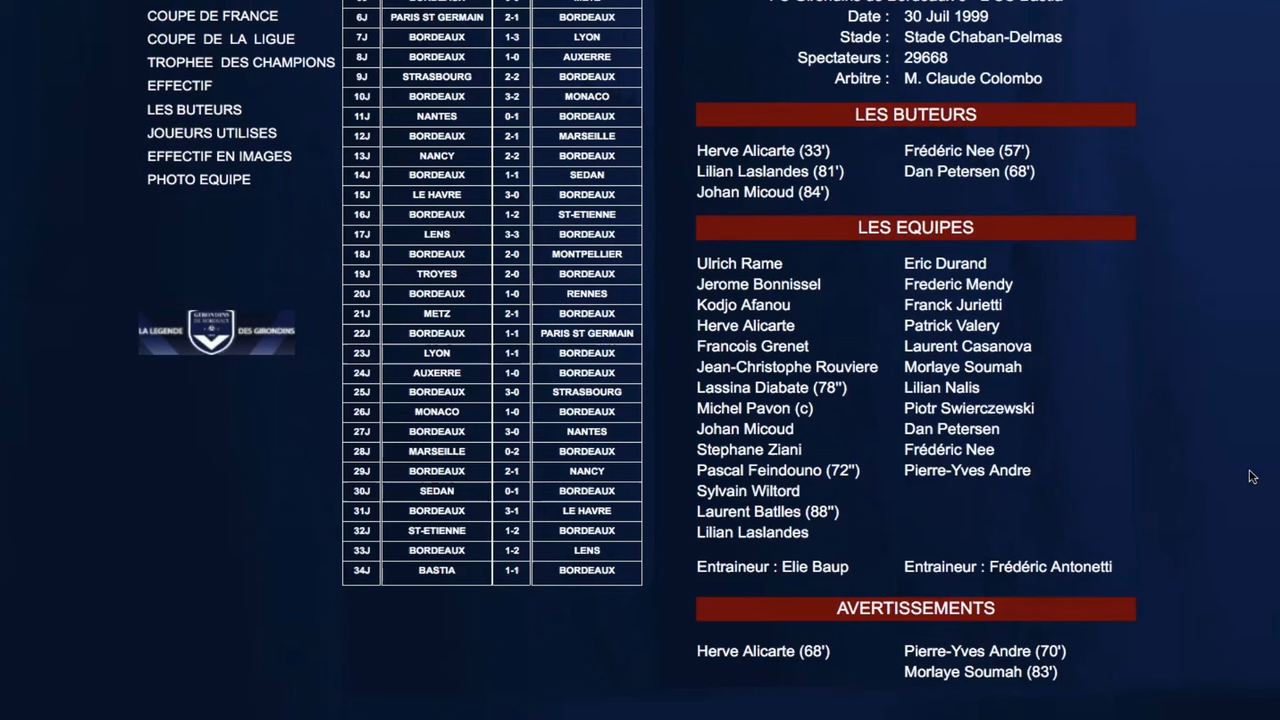 COUPE DE FRANCE
COUPE DE LA LIGUE
TROPHEE DES CHAMPIONS
EFFECTIF
LES BUTEURS
JOUEURS UTILISES
EFFECTIF EN IMAGES
PHOTO EQUIPE
LA LEGENDE GIRONDINS DES GIRONDINS
6J PARIS ST GERMAIN 2-1 BORDEAUX
7J BORDEAUX 1-3 LYON
8J BORDEAUX 1-0 AUXERRE
9J STRASBOURG 2-2 BORDEAUX
10J BORDEAUX 3-2 MONACO
11J NANTES 0-1 BORDEAUX
12J BORDEAUX 2-1 MARSEILLE
13J NANCY 2-2 BORDEAUX
14J BORDEAUX 1-1 SEDAN
15J LE HAVRE 3-0 BORDEAUX
16J BORDEAUX 1-2 ST-ETIENNE
17J LENS 3-3 BORDEAUX
18J BORDEAUX 2-0 MONTPELLIER
19J TROYES 2-0 BORDEAUX
20J BORDEAUX 1-0 RENNES
21J METZ 2-1 BORDEAUX
22J BORDEAUX 1-1 PARIS ST GERMAIN
23J LYON 1-1 BORDEAUX
24J AUXERRE 1-0 BORDEAUX
25J BORDEAUX 3-0 STRASBOURG
26J MONACO 1-0 BORDEAUX
27J BORDEAUX 3-0 NANTES
28J MARSEILLE 0-2 BORDEAUX
29J BORDEAUX 2-1 NANCY
30J SEDAN 0-1 BORDEAUX
31J BORDEAUX 3-1 LE HAVRE
32J ST-ETIENNE 1-2 BORDEAUX
33J BORDEAUX 1-2 LENS
34J BASTIA 1-1 BORDEAUX
Date : 30 Juil 1999
Stade : Stade Chaban-Delmas
Spectateurs : 29668
Arbitre : M. Claude Colombo
LES BUTEURS
Herve Alicarte (33') Frédéric Nee (57')
Lilian Laslandes (81') Dan Petersen (68')
Johan Micoud (84')
LES EQUIPES
Ulrich Rame Eric Durand
Jerome Bonnissel Frederic Mendy
Kodjo Afanou Franck Jurietti
Herve Alicarte Patrick Valery
Francois Grenet Laurent Casanova
Jean-Christophe Rouviere Morlaye Soumah
Lassina Diabate (78") Lilian Nalis
Michel Pavon (c) Piotr Swierczewski
Johan Micoud Dan Petersen
Stephane Ziani Frédéric Nee
Pascal Feindouno (72") Pierre-Yves Andre
Sylvain Wiltord
Laurent Batlles (88")
Lilian Laslandes
Entraineur : Elie Baup Entraineur : Frédéric Antonetti
AVERTISSEMENTS
Herve Alicarte (68') Pierre-Yves Andre (70')
Morlaye Soumah (83')